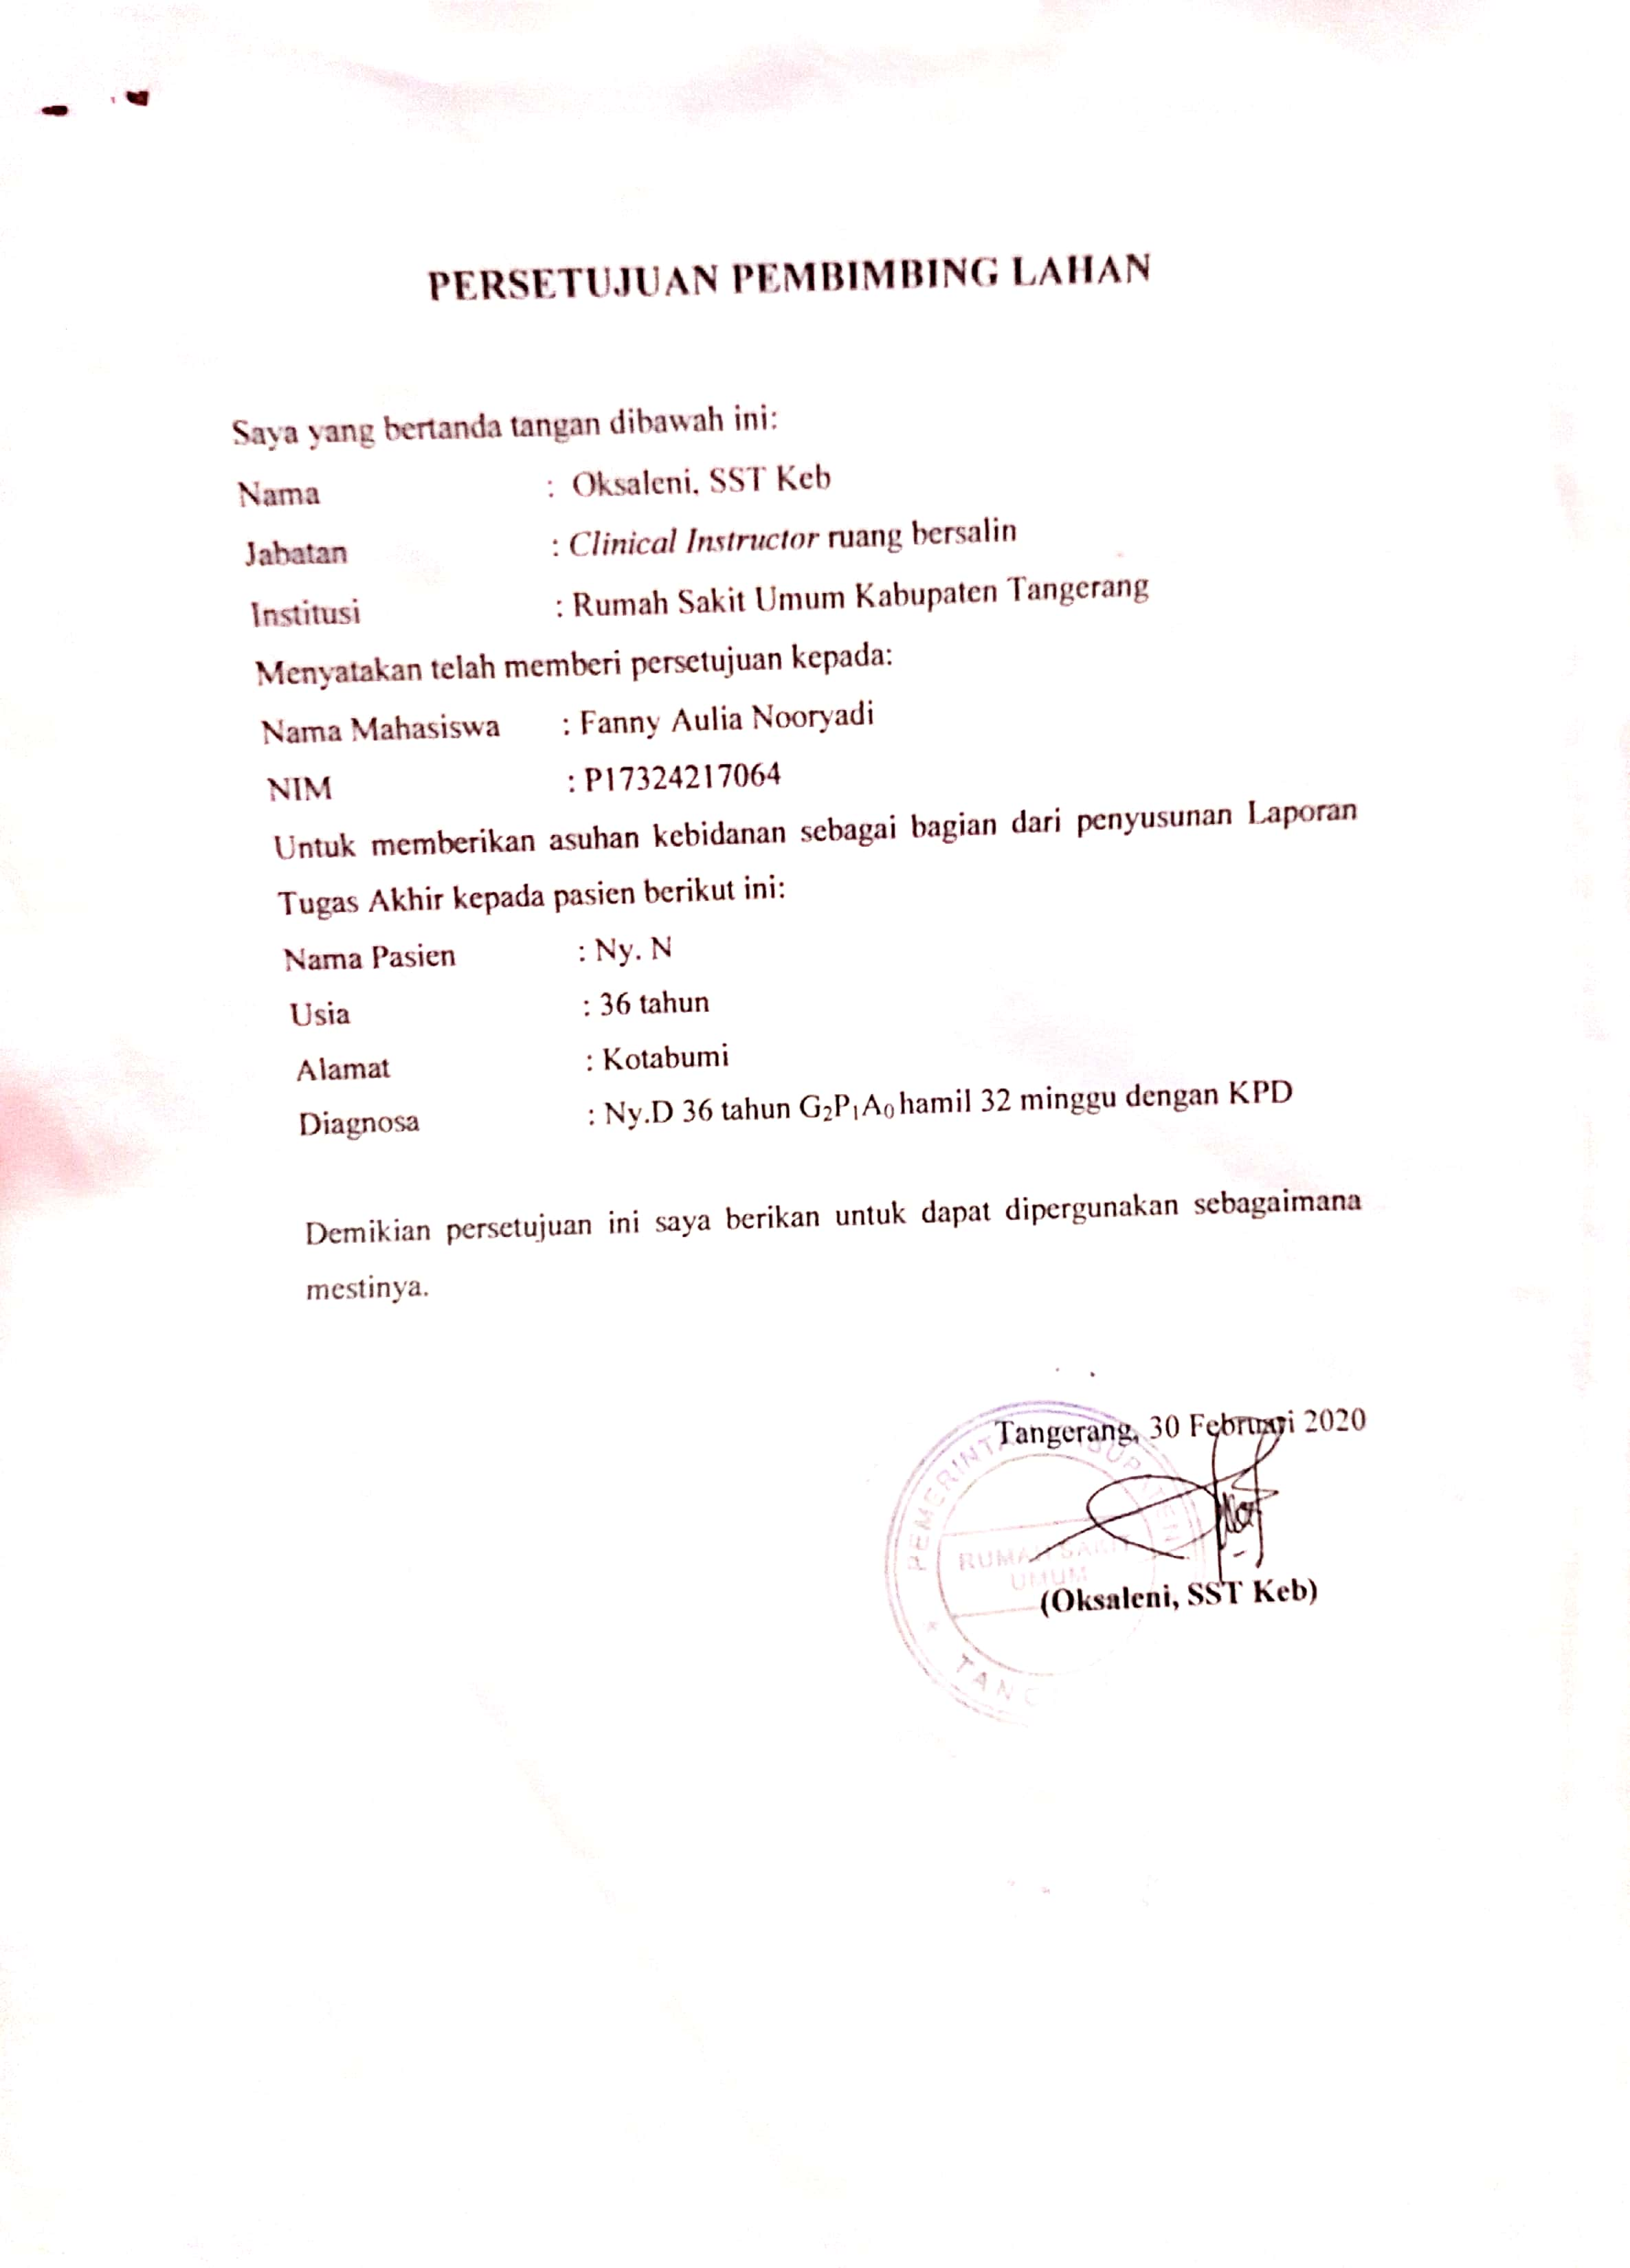 PERSETUJUAN PEMBIMBING LAHAN
Saya yang bertanda tangan dibawah ini:
Nama : Oksaleni. SST Keb
Jabatan : Clinical Instructor ruang bersalin
Institusi : Rumah Sakit Umum Kabupaten Tangerang
Menyatakan telah memberi persetujuan kepada:
Nama Mahasiswa : Fanny Aulia Nooryadi
NIM : P17324217064
Untuk memberikan asuhan kebidanan sebagai bagian dari penyusunan Laporan
Tugas Akhir kepada pasien berikut ini:
Nama Pasien : Ny. N
Usia : 36 tahun
Alamat : Kotabumi
Diagnosa : Ny.D 36 tahun G₂P₁A₀ hamil 32 minggu dengan KPD
Demikian persetujuan ini saya berikan untuk dapat dipergunakan sebagaimana
mestinya.
Tangerang, 30 Februari 2020
RUMAH SAKIT
UMUM
(Oksaleni, SST Keb)